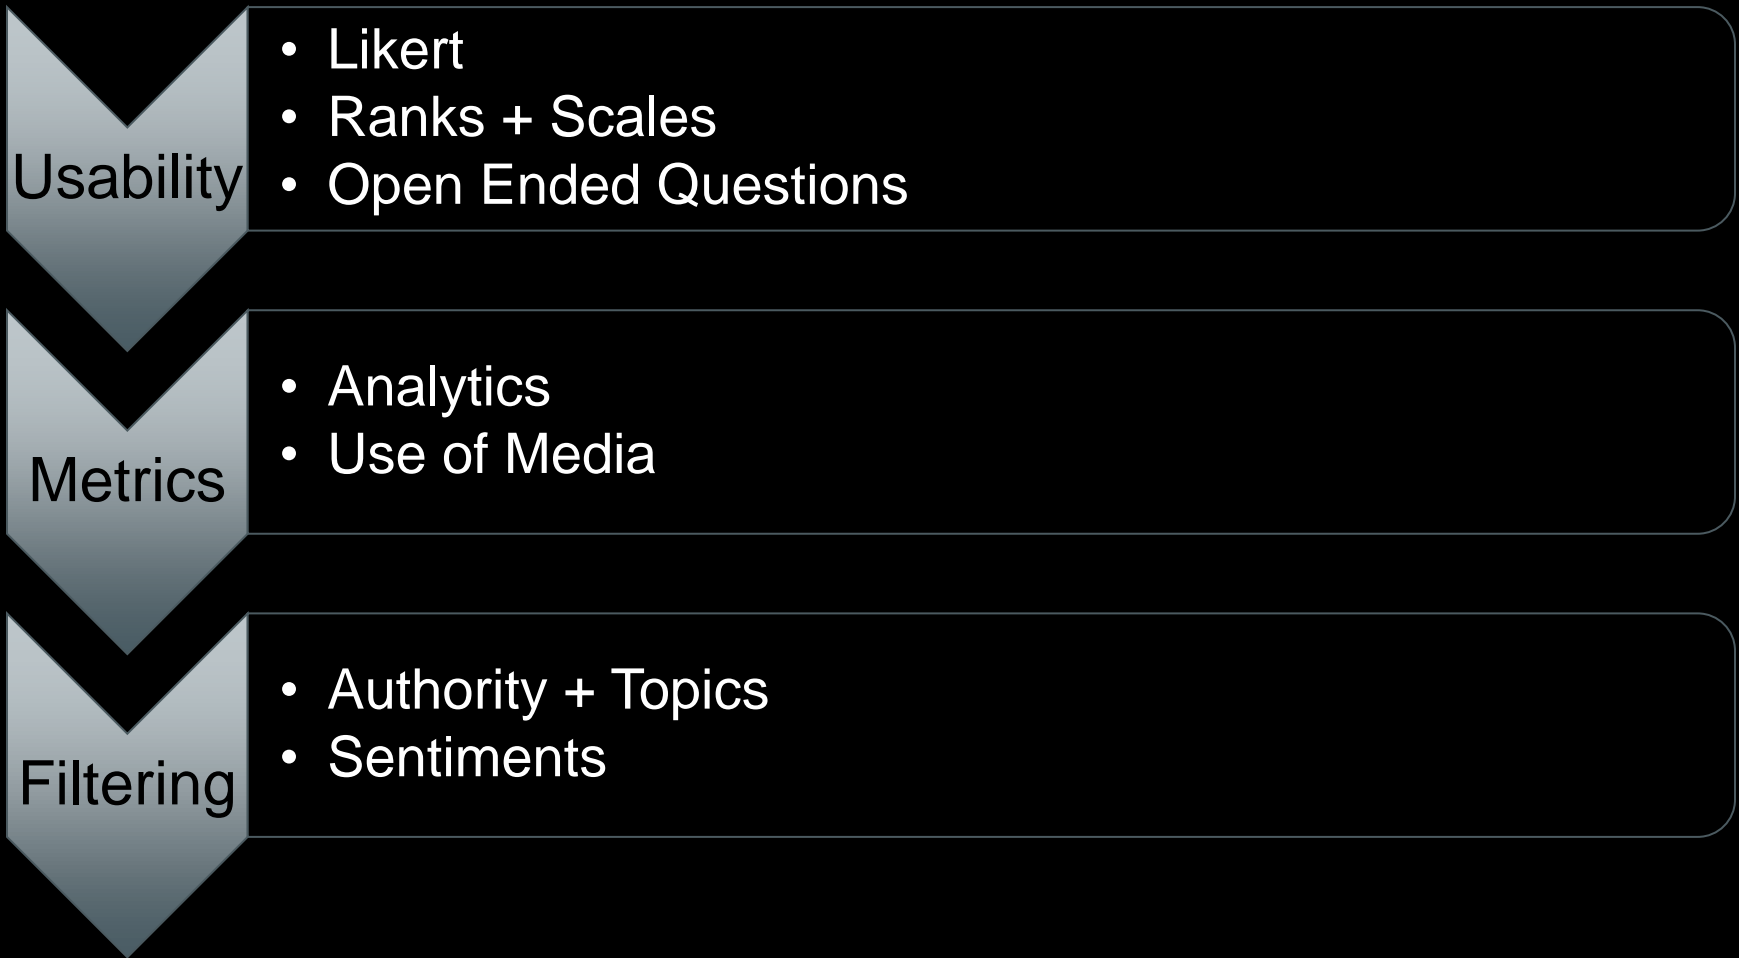 Usability
• Likert
• Ranks + Scales
• Open Ended Questions
Metrics
• Analytics
• Use of Media
Filtering
• Authority + Topics
• Sentiments